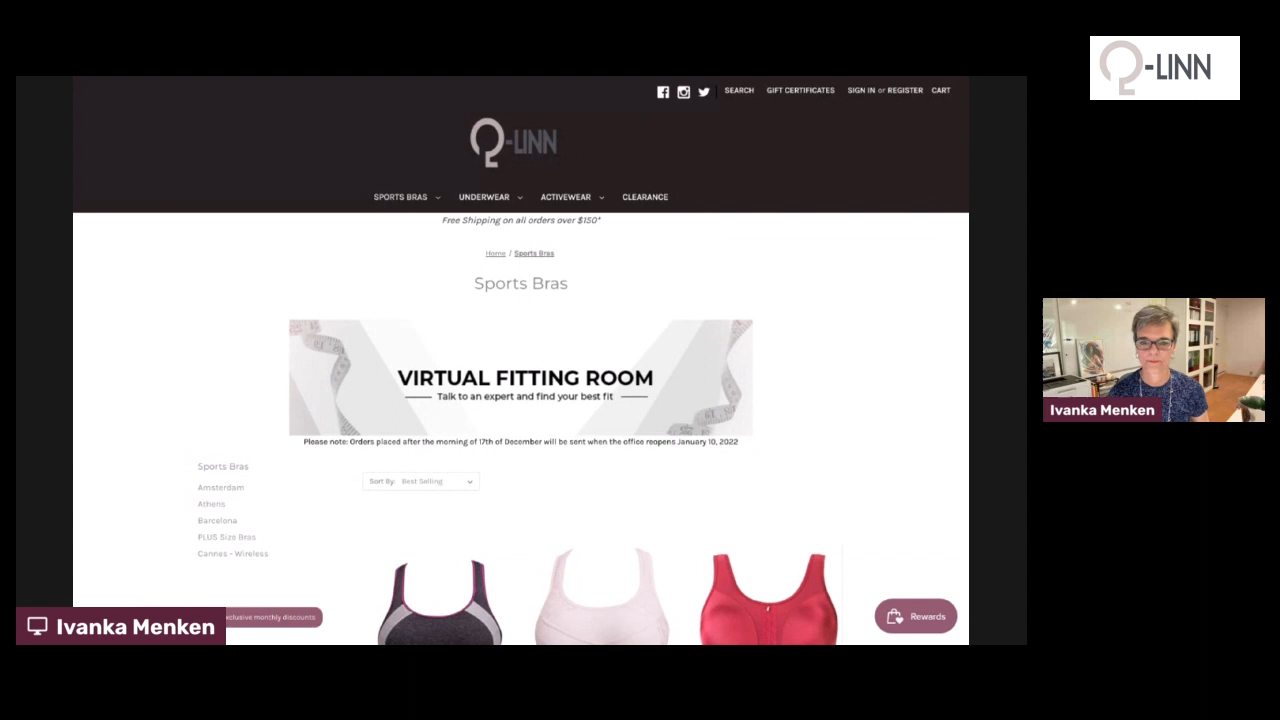 Q-LINN
SEARCH GIFT CERTIFICATES SIGN IN or REGISTER CART
Q-LINN
SPORTS BRAS UNDERWEAR ACTIVEWEAR CLEARANCE
Free Shipping on all orders over $150*
Home / Sports Bras
Sports Bras
VIRTUAL FITTING ROOM
Talk to an expert and find your best fit
Please note: Orders placed after the morning of 17th of December will be sent when the office reopens January 10, 2022
Sports Bras
Sort By: Best Selling
Amsterdam
Athens
Barcelona
PLUS Size Bras
Cannes - Wireless
Ivanka Menken
exclusive monthly discounts
Rewards
Ivanka Menken